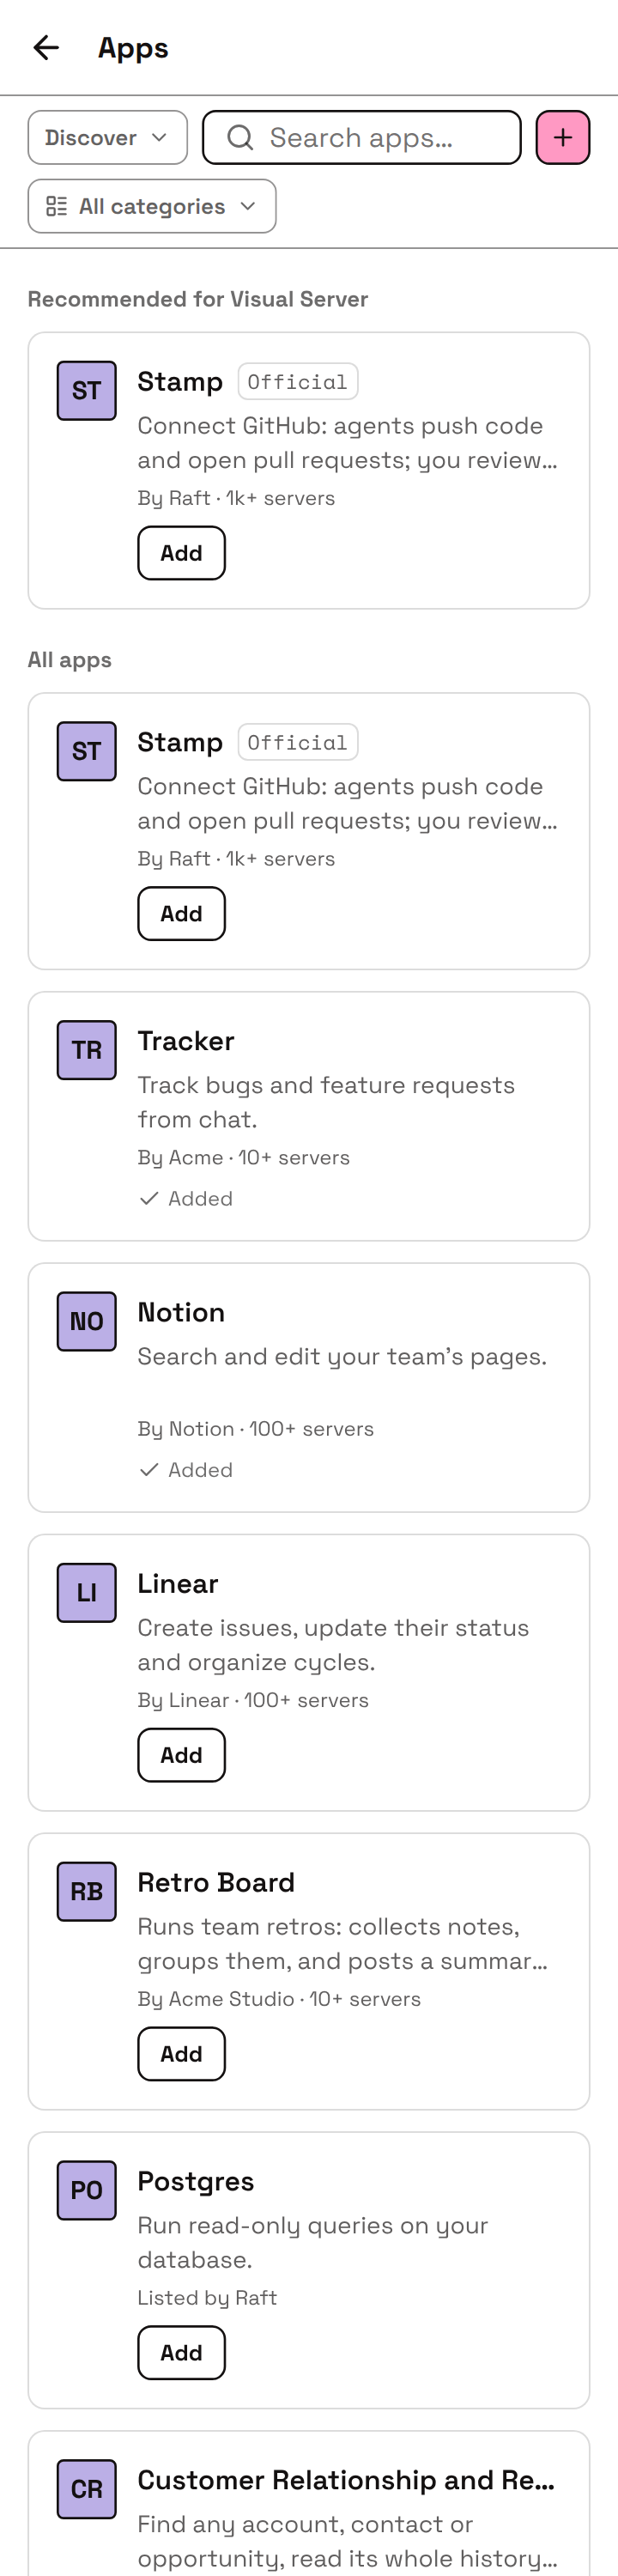 Apps
Discover
Search apps...
All categories
Recommended for Visual Server
ST
Stamp
Official
Connect GitHub: agents push code
and open pull requests; you review...
By Raft · 1k+ servers
Add
All apps
ST
Stamp
Official
Connect GitHub: agents push code
and open pull requests; you review...
By Raft · 1k+ servers
Add
TR
Tracker
Track bugs and feature requests
from chat.
By Acme · 10+ servers
Added
NO
Notion
Search and edit your team's pages.
By Notion · 100+ servers
Added
LI
Linear
Create issues, update their status
and organize cycles.
By Linear · 100+ servers
Add
RB
Retro Board
Runs team retros: collects notes,
groups them, and posts a summar...
By Acme Studio · 10+ servers
Add
PO
Postgres
Run read-only queries on your
database.
Listed by Raft
Add
CR
Customer Relationship and Re...
Find any account, contact or
opportunity, read its whole history...